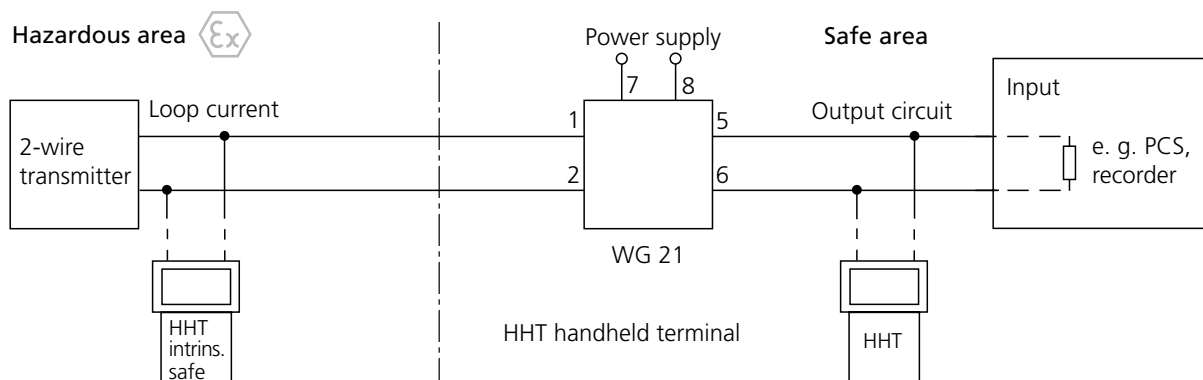 Hazardous area Ex
Power supply
Safe area
7
8
Input
Loop current
1
5
Output circuit
2-wire
transmitter
e. g. PCS,
recorder
2
6
WG 21
HHT handheld terminal
HHT
intrins.
safe
HHT